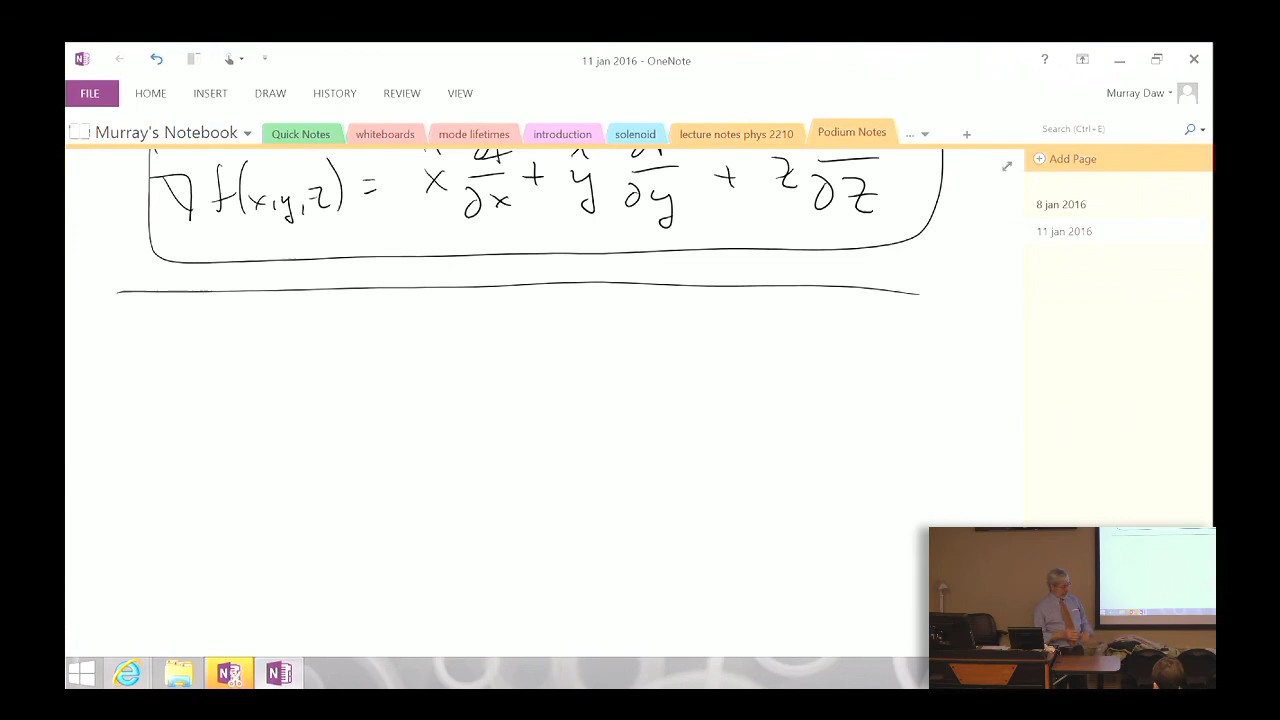 11 jan 2016 - OneNote
?
FILE HOME INSERT DRAW HISTORY REVIEW VIEW
Murray Daw
Murray's Notebook
Quick Notes whiteboards mode lifetimes introduction solenoid lecture notes phys 2210 Podium Notes ... +
Search (Ctrl+E)
Add Page
8 jan 2016
11 jan 2016
∇f(x,y,z) = x̂ ∂f/∂x + ŷ ∂f/∂y + z ∂z